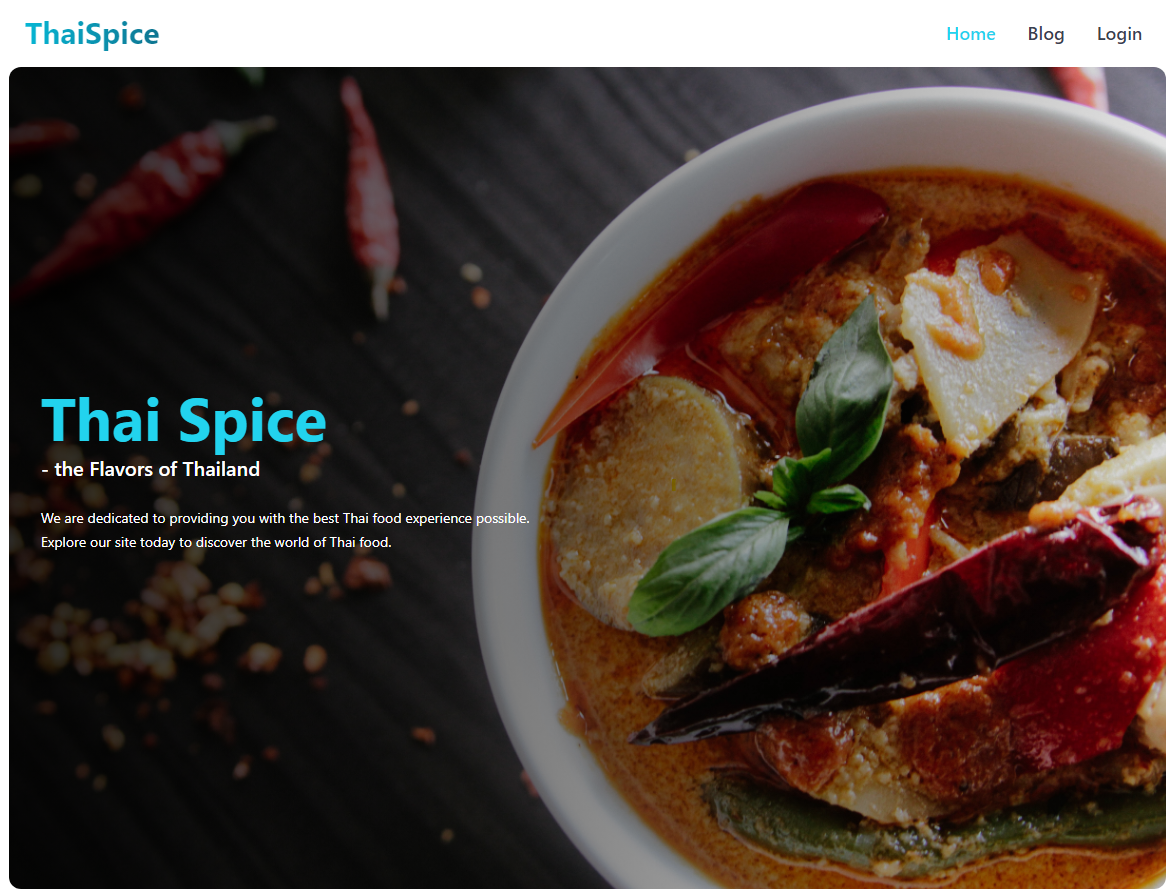 ThaiSpice
Home Blog Login
Thai Spice
- the Flavors of Thailand
We are dedicated to providing you with the best Thai food experience possible.
Explore our site today to discover the world of Thai food.